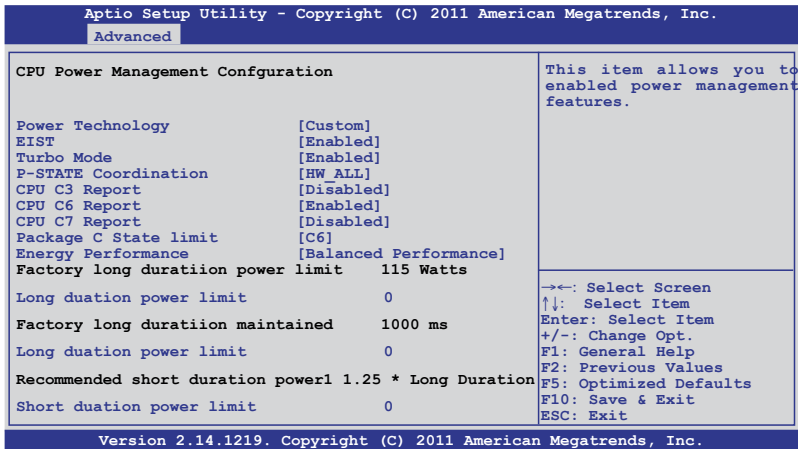 Aptio Setup Utility - Copyright (C) 2011 American Megatrends, Inc.
Advanced
CPU Power Management Confguration
Power Technology [Custom]
EIST [Enabled]
Turbo Mode [Enabled]
P-STATE Coordination [HW_ALL]
CPU C3 Report [Disabled]
CPU C6 Report [Enabled]
CPU C7 Report [Disabled]
Package C State limit [C6]
Energy Performance [Balanced Performance]
Factory long duratiion power limit 115 Watts
Long duation power limit 0
Factory long duratiion maintained 1000 ms
Long duation power limit 0
Recommended short duration power1 1.25 * Long Duration
Short duation power limit 0
This item allows you to
enabled power management
features.
→←: Select Screen
↑↓: Select Item
Enter: Select Item
+/-: Change Opt.
F1: General Help
F2: Previous Values
F5: Optimized Defaults
F10: Save & Exit
ESC: Exit
Version 2.14.1219. Copyright (C) 2011 American Megatrends, Inc.